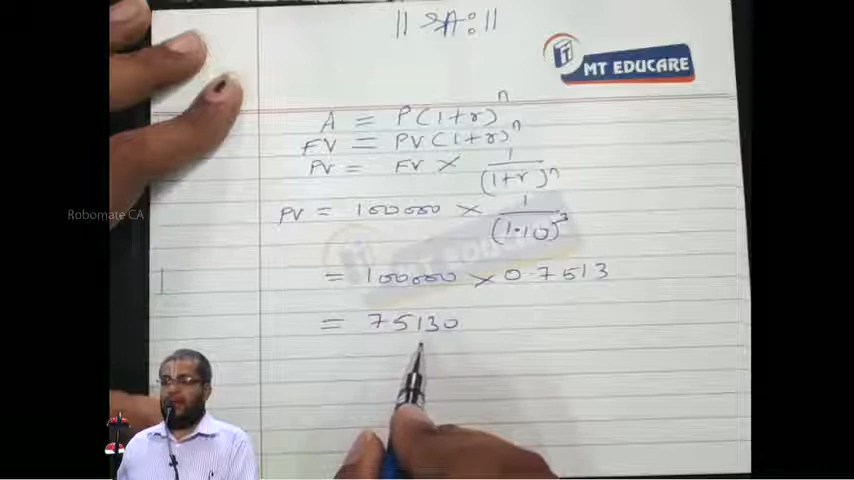 || श्री: ||
MT EDUCARE
A = P(1+r)^n
FV = PV(1+r)^n
PV = FV × 1/(1+r)^n
Robomate CA
PV = 100000 × 1/(1.10)^3
= 100000 × 0.7513
= 75130